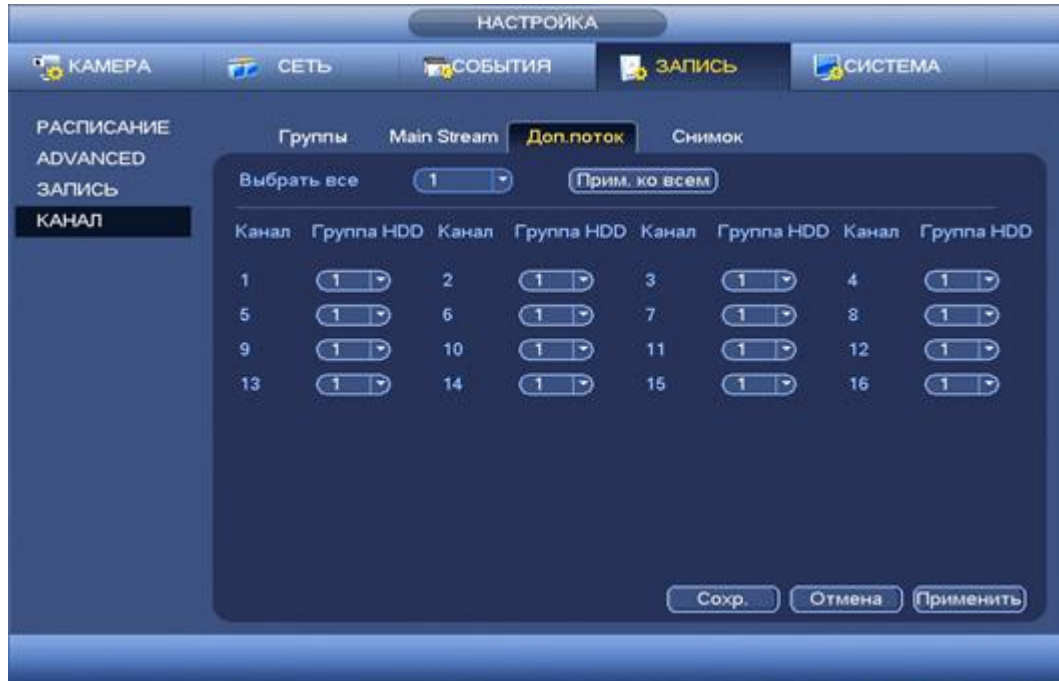 НАСТРОЙКА
КАМЕРА СЕТЬ СОБЫТИЯ ЗАПИСЬ СИСТЕМА
РАСПИСАНИЕ
ADVANCED
ЗАПИСЬ
КАНАЛ
Группы Main Stream Доп.поток Снимок
Выбрать все 1 Прим. ко всем
Канал Группа HDD Канал Группа HDD Канал Группа HDD Канал Группа HDD
1 1 2 1 3 1 4 1
5 1 6 1 7 1 8 1
9 1 10 1 11 1 12 1
13 1 14 1 15 1 16 1
Сохр. Отмена Применить